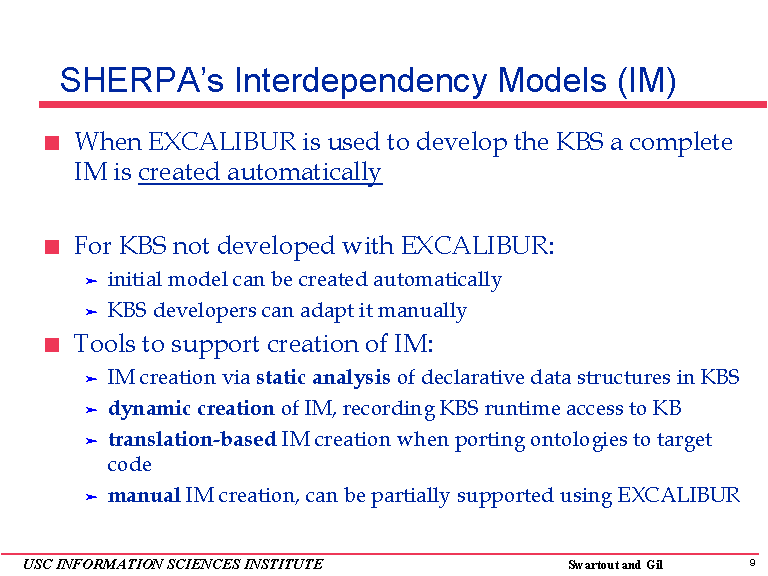 SHERPA’s Interdependency Models (IM)
■ When EXCALIBUR is used to develop the KBS a complete
IM is created automatically
■ For KBS not developed with EXCALIBUR:
➤ initial model can be created automatically
➤ KBS developers can adapt it manually
■ Tools to support creation of IM:
➤ IM creation via static analysis of declarative data structures in KBS
➤ dynamic creation of IM, recording KBS runtime access to KB
➤ translation-based IM creation when porting ontologies to target
code
➤ manual IM creation, can be partially supported using EXCALIBUR
USC INFORMATION SCIENCES INSTITUTE Swartout and Gil 9